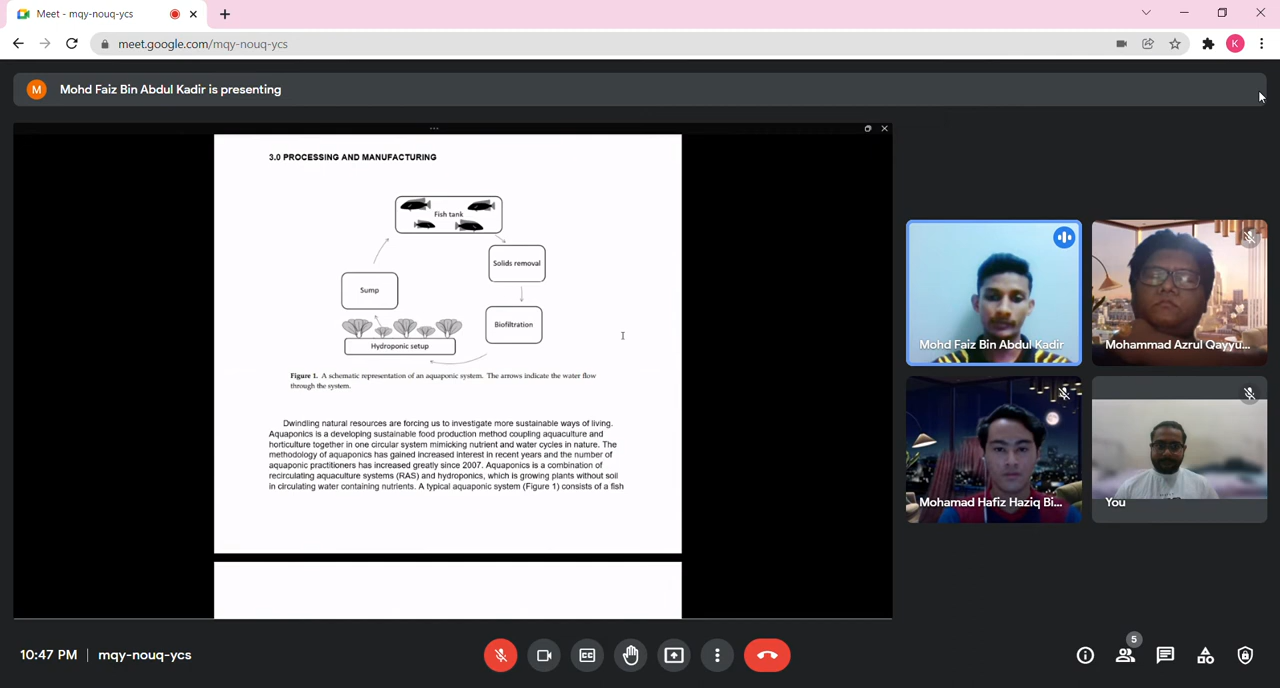 Meet - mqy-nouq-ycs
meet.google.com/mqy-nouq-ycs
K
M
Mohd Faiz Bin Abdul Kadir is presenting
3.0 PROCESSING AND MANUFACTURING
Fish tank
Solids removal
Sump
Biofiltration
Hydroponic setup
Figure 1. A schematic representation of an aquaponic system. The arrows indicate the water flow
through the system.
Dwindling natural resources are forcing us to investigate more sustainable ways of living.
Aquaponics is a developing sustainable food production method coupling aquaculture and
horticulture together in one circular system mimicking nutrient and water cycles in nature. The
methodology of aquaponics has gained increased interest in recent years and the number of
aquaponic practitioners has increased greatly since 2007. Aquaponics is a combination of
recirculating aquaculture systems (RAS) and hydroponics, which is growing plants without soil
in circulating water containing nutrients. A typical aquaponic system (Figure 1) consists of a fish
Mohd Faiz Bin Abdul Kadir
Mohammad Azrul Qayyu...
Mohamad Hafiz Haziq Bi...
You
10:47 PM | mqy-nouq-ycs
5